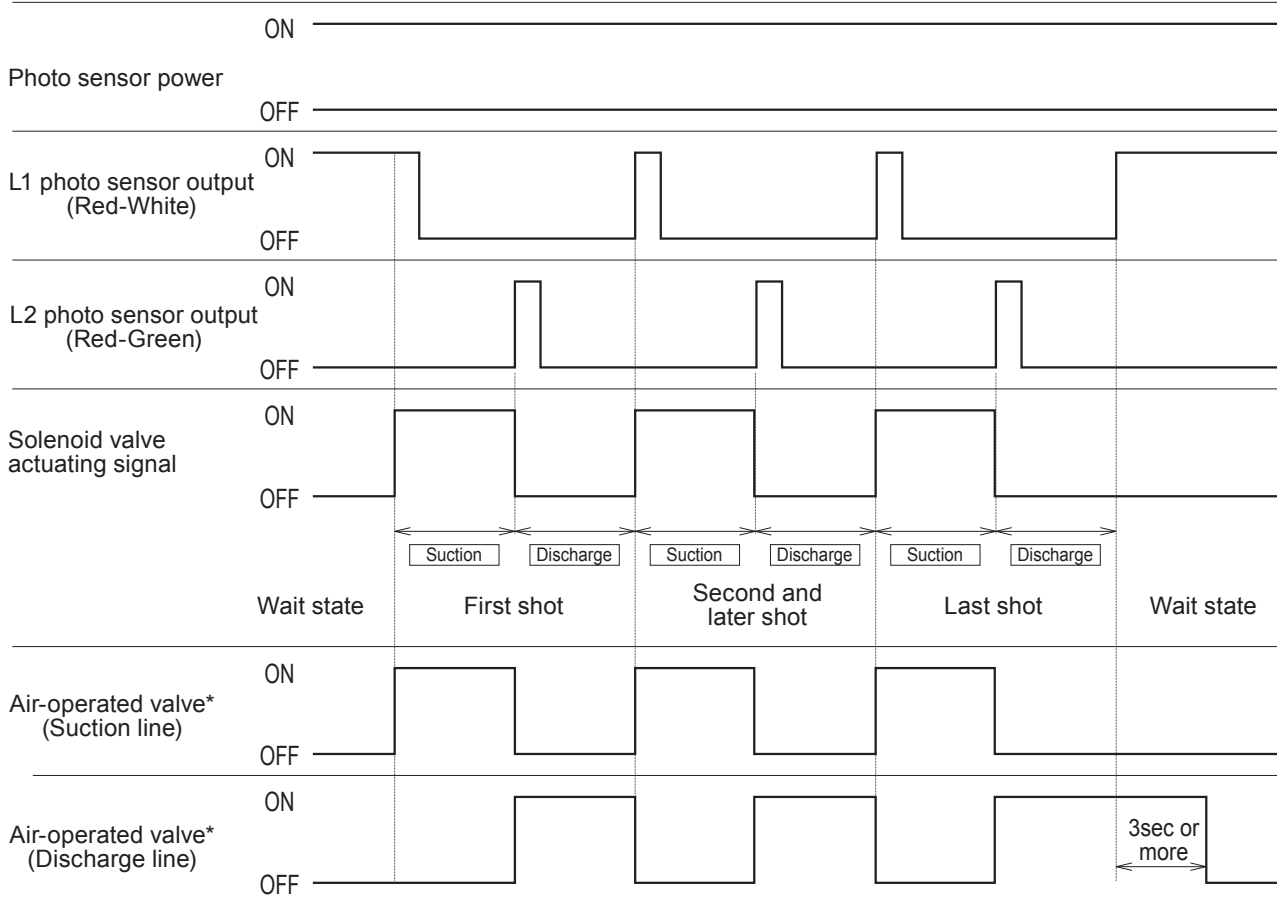 ON
Photo sensor power
OFF
ON
L1 photo sensor output
(Red-White)
OFF
ON
L2 photo sensor output
(Red-Green)
OFF
ON
Solenoid valve
actuating signal
OFF
Suction Discharge Suction Discharge Suction Discharge
Wait state First shot Second and
later shot Last shot Wait state
ON
Air-operated valve*
(Suction line)
OFF
ON
Air-operated valve*
(Discharge line)
3sec or
more
OFF